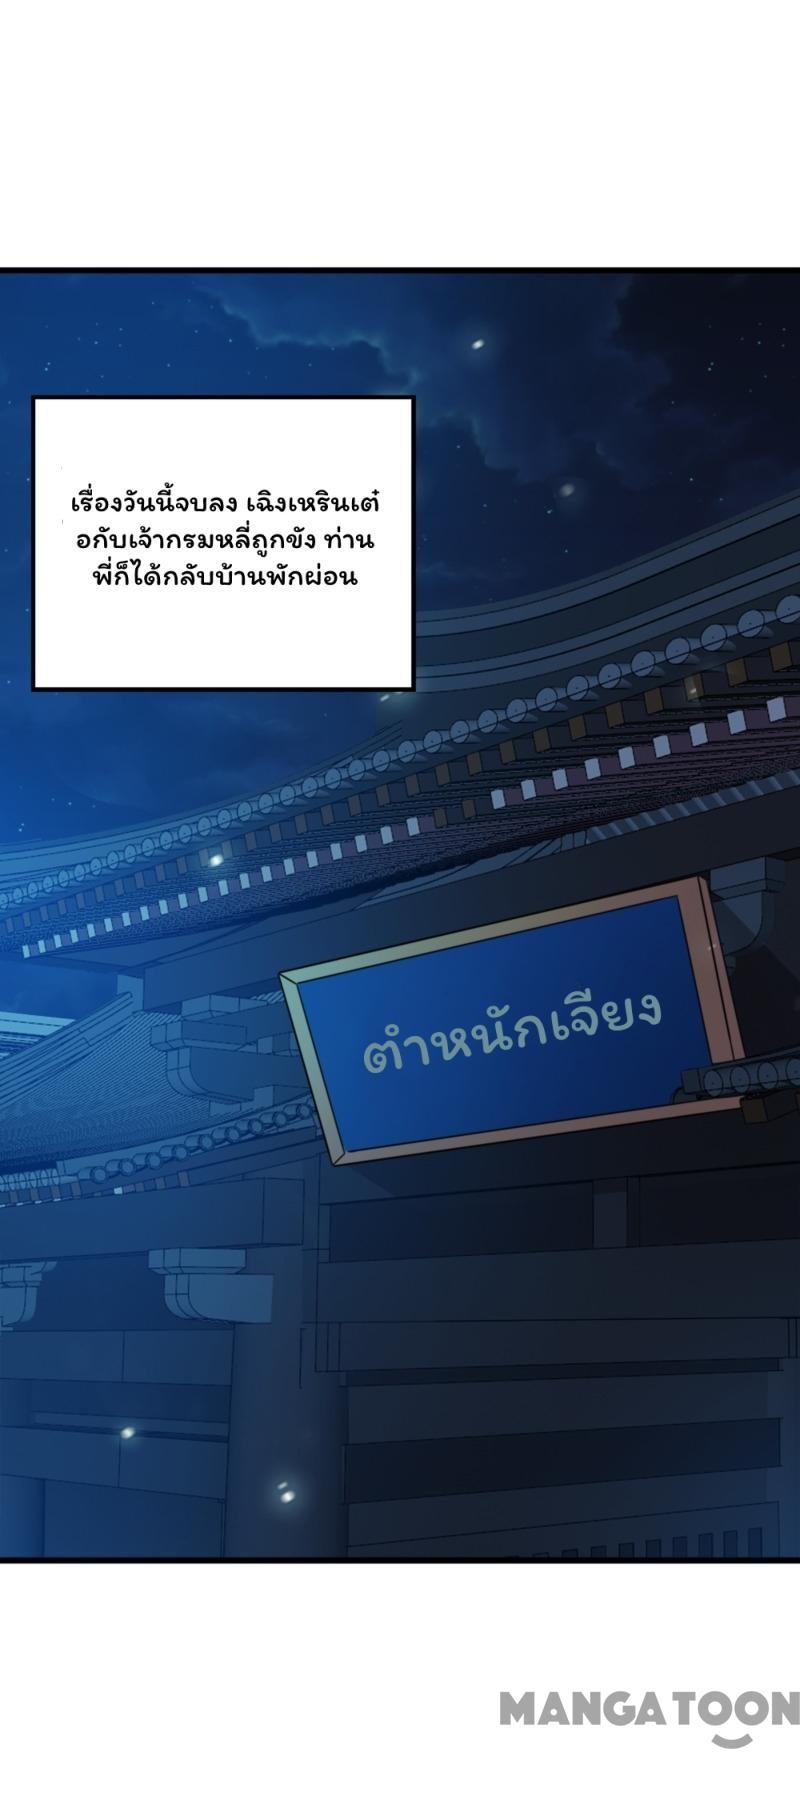 เรื่องวันนี้จบลง เฉิงเหรินเต๋
อกับเจ้ากรมหลี่ถูกขัง ท่าน
พี่ก็ได้กลับบ้านพักผ่อน
ตำหนักเจียง
MANGA TOON